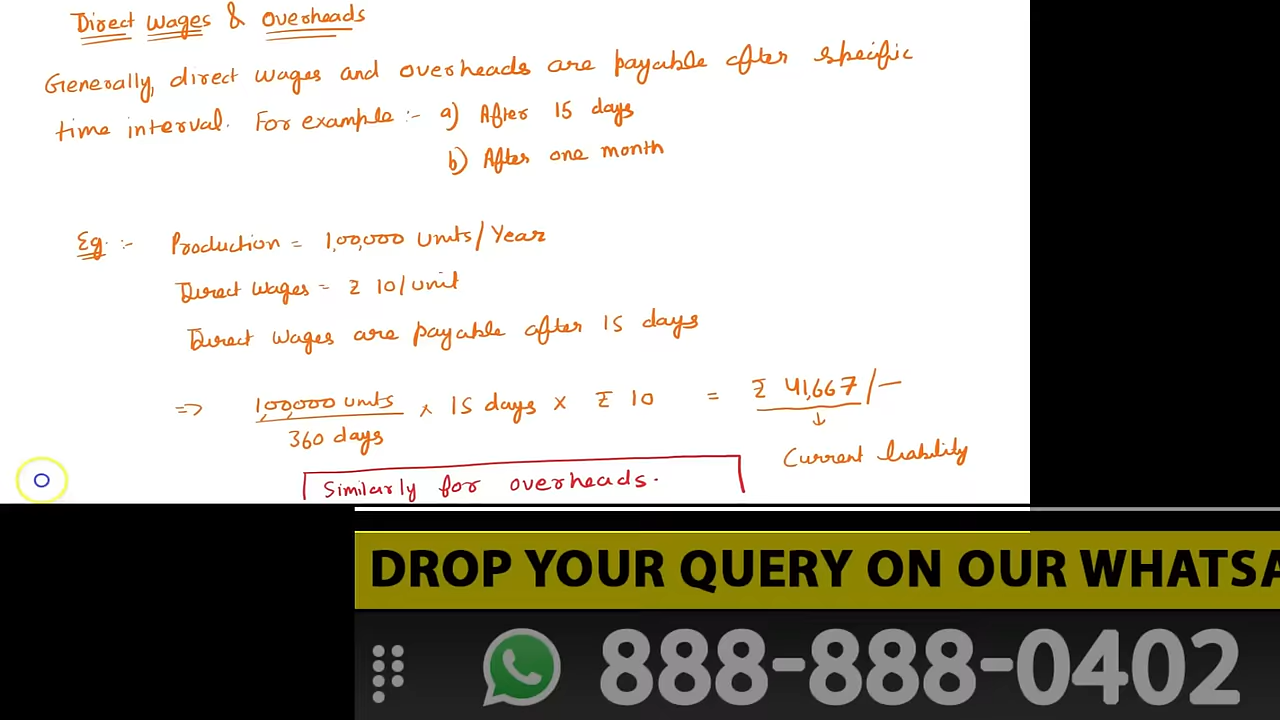 Direct Wages & Overheads
Generally, direct wages and overheads are payable after specific
time interval. For example :- a) After 15 days
b) After one month
Eg :- Production = 1,00,000 units/Year
Direct Wages = ₹ 10/unit
Direct Wages are payable after 15 days
=> 1,00,000 units / 360 days × 15 days × ₹ 10 = ₹ 41,667/-
↓
Current liability
Similarly for overheads.
DROP YOUR QUERY ON OUR WHATSA
888-888-0402